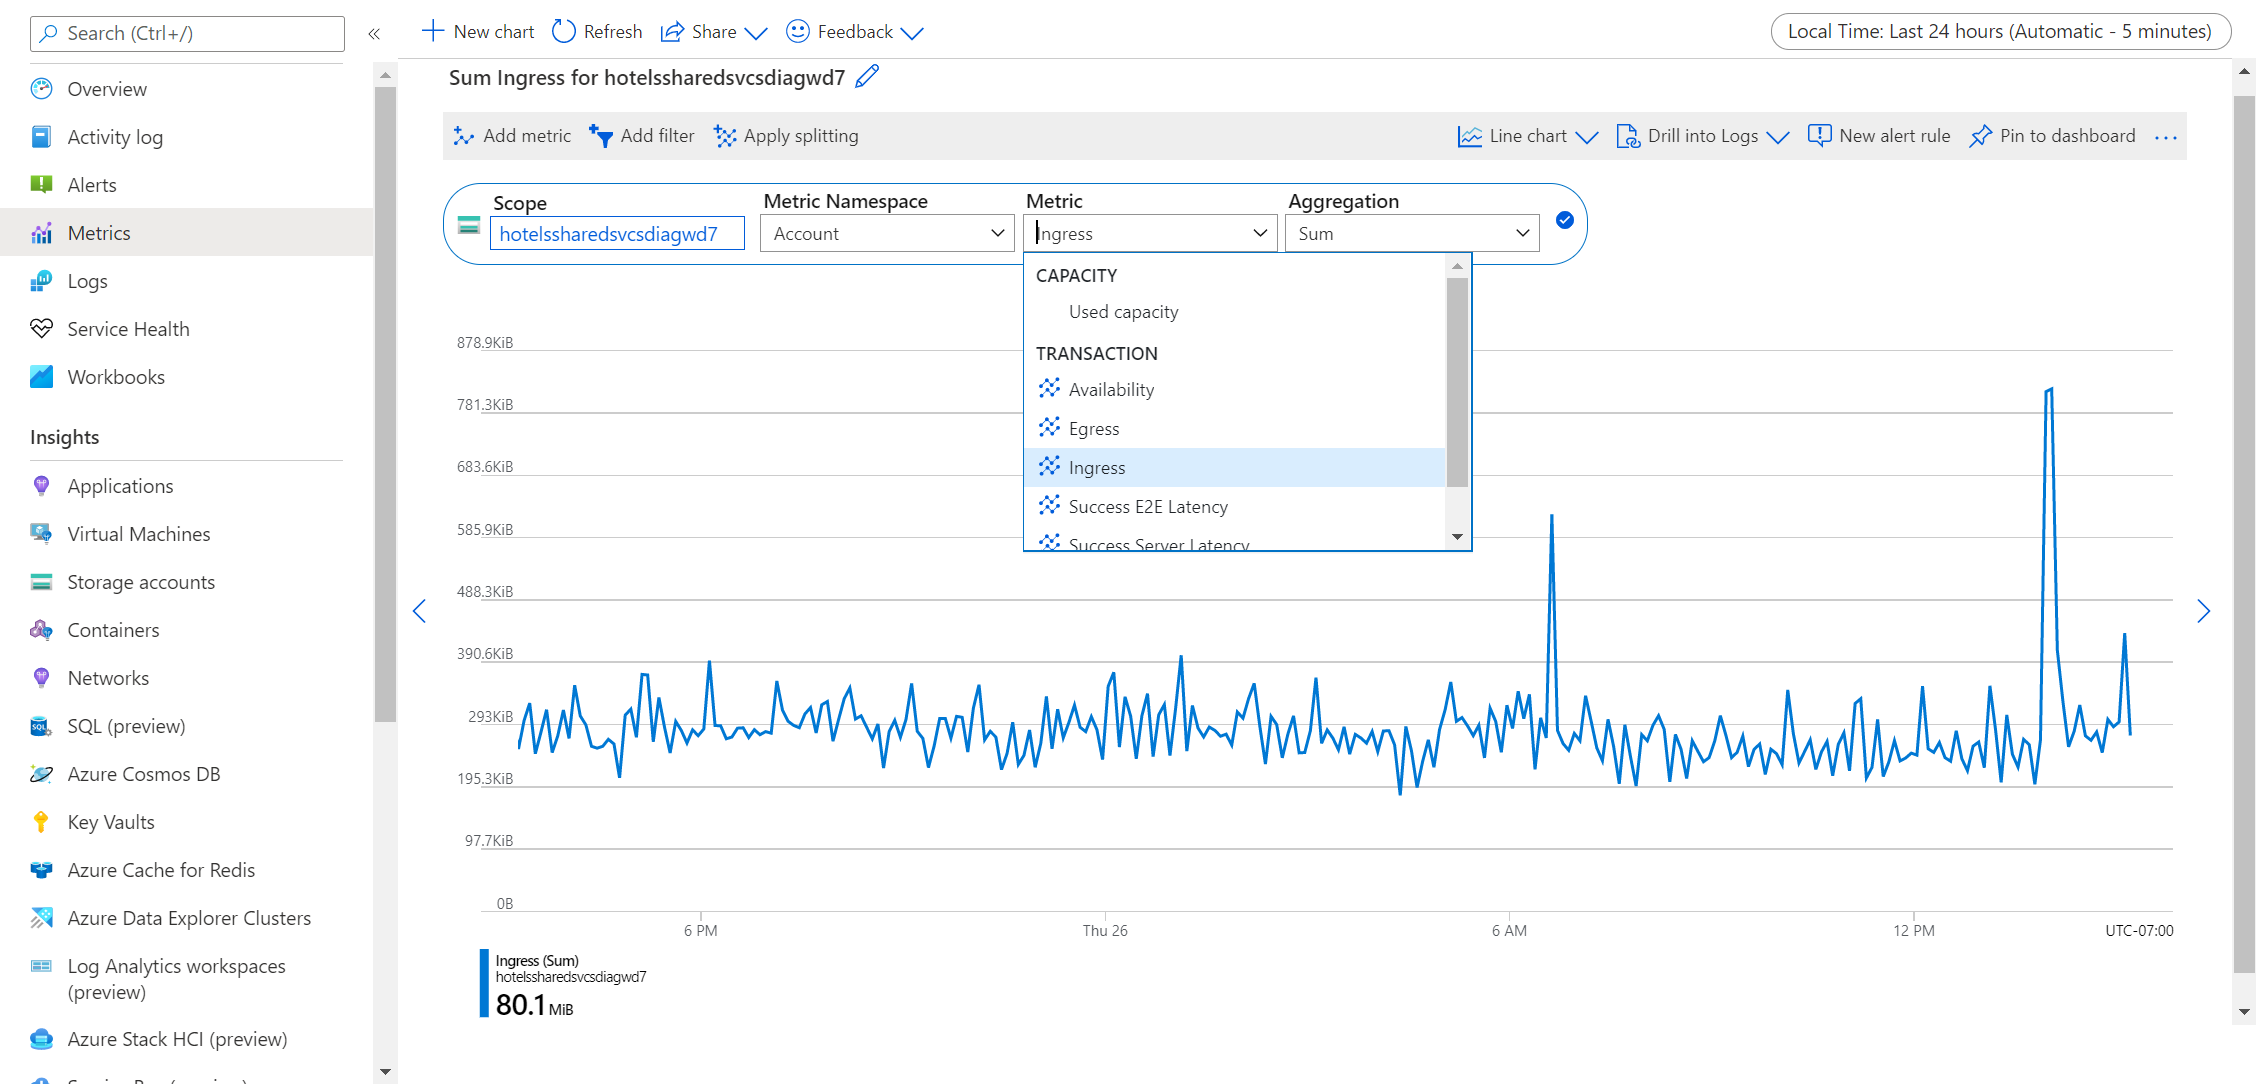 Search (Ctrl+/)
Overview
Activity log
Alerts
Metrics
Logs
Service Health
Workbooks
Insights
Applications
Virtual Machines
Storage accounts
Containers
Networks
SQL (preview)
Azure Cosmos DB
Key Vaults
Azure Cache for Redis
Azure Data Explorer Clusters
Log Analytics workspaces
(preview)
Azure Stack HCI (preview)
New chart Refresh Share Feedback
Local Time: Last 24 hours (Automatic - 5 minutes)
Sum Ingress for hotelssharedsvcsdiagwd7
Add metric Add filter Apply splitting Line chart Drill into Logs New alert rule Pin to dashboard ...
Scope Metric Namespace Metric Aggregation
hotelssharedsvcsdiagwd7 Account Ingress Sum
CAPACITY
Used capacity
TRANSACTION
Availability
Egress
Ingress
Success E2E Latency
Success Server Latency
878.9KiB
781.3KiB
683.6KiB
585.9KiB
488.3KiB
390.6KiB
293KiB
195.3KiB
97.7KiB
0B
6 PM Thu 26 6 AM 12 PM UTC-07:00
Ingress (Sum)
hotelssharedsvcsdiagwd7
80.1 MiB